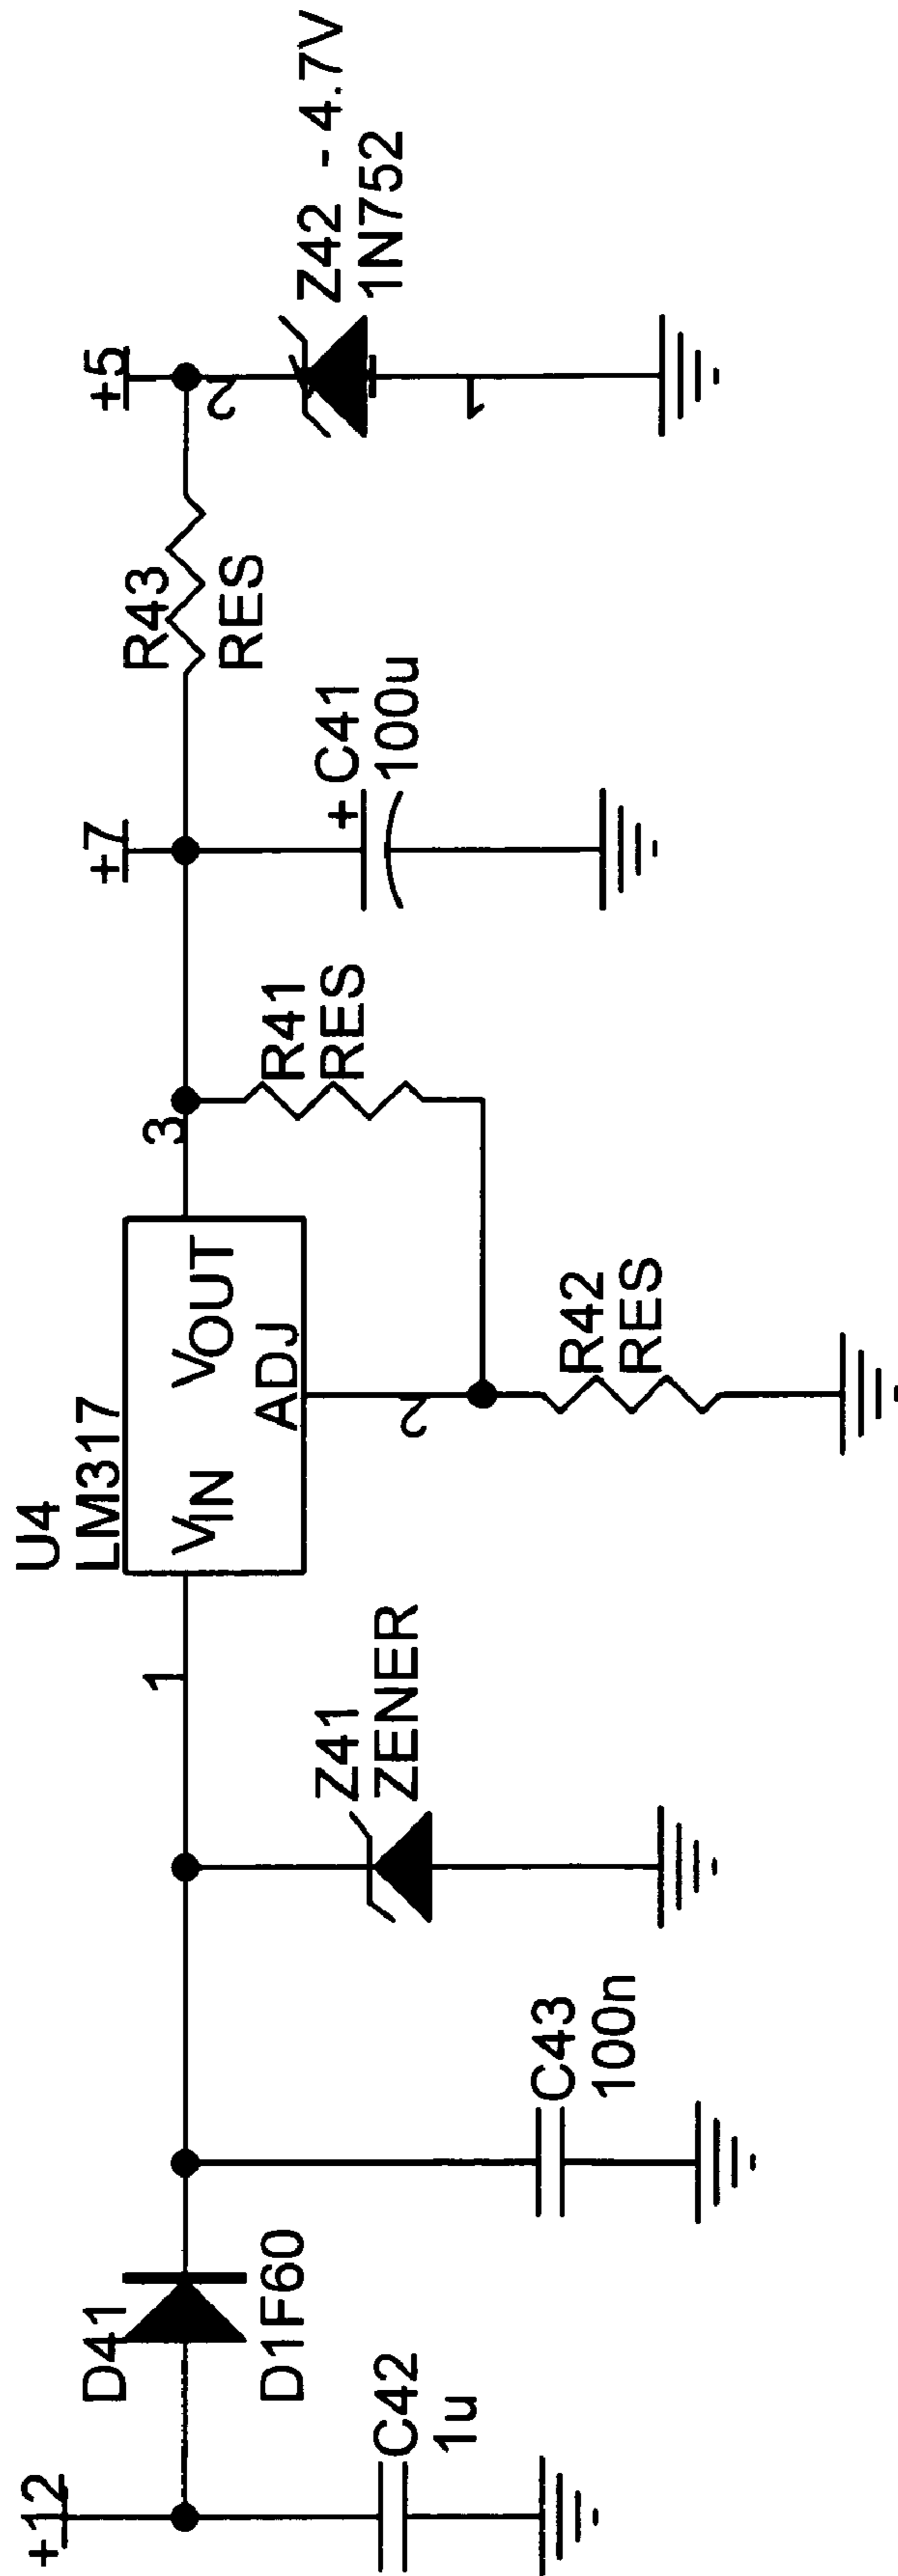 +12
D41
D1F60
C42
1u
C43
100n
Z41
ZENER
1
U4
LM317
VIN
VOUT
ADJ
2
3
R42
RES
R41
RES
+7
+
C41
100u
R43
RES
+5
2
1
Z42 - 4.7V
1N752